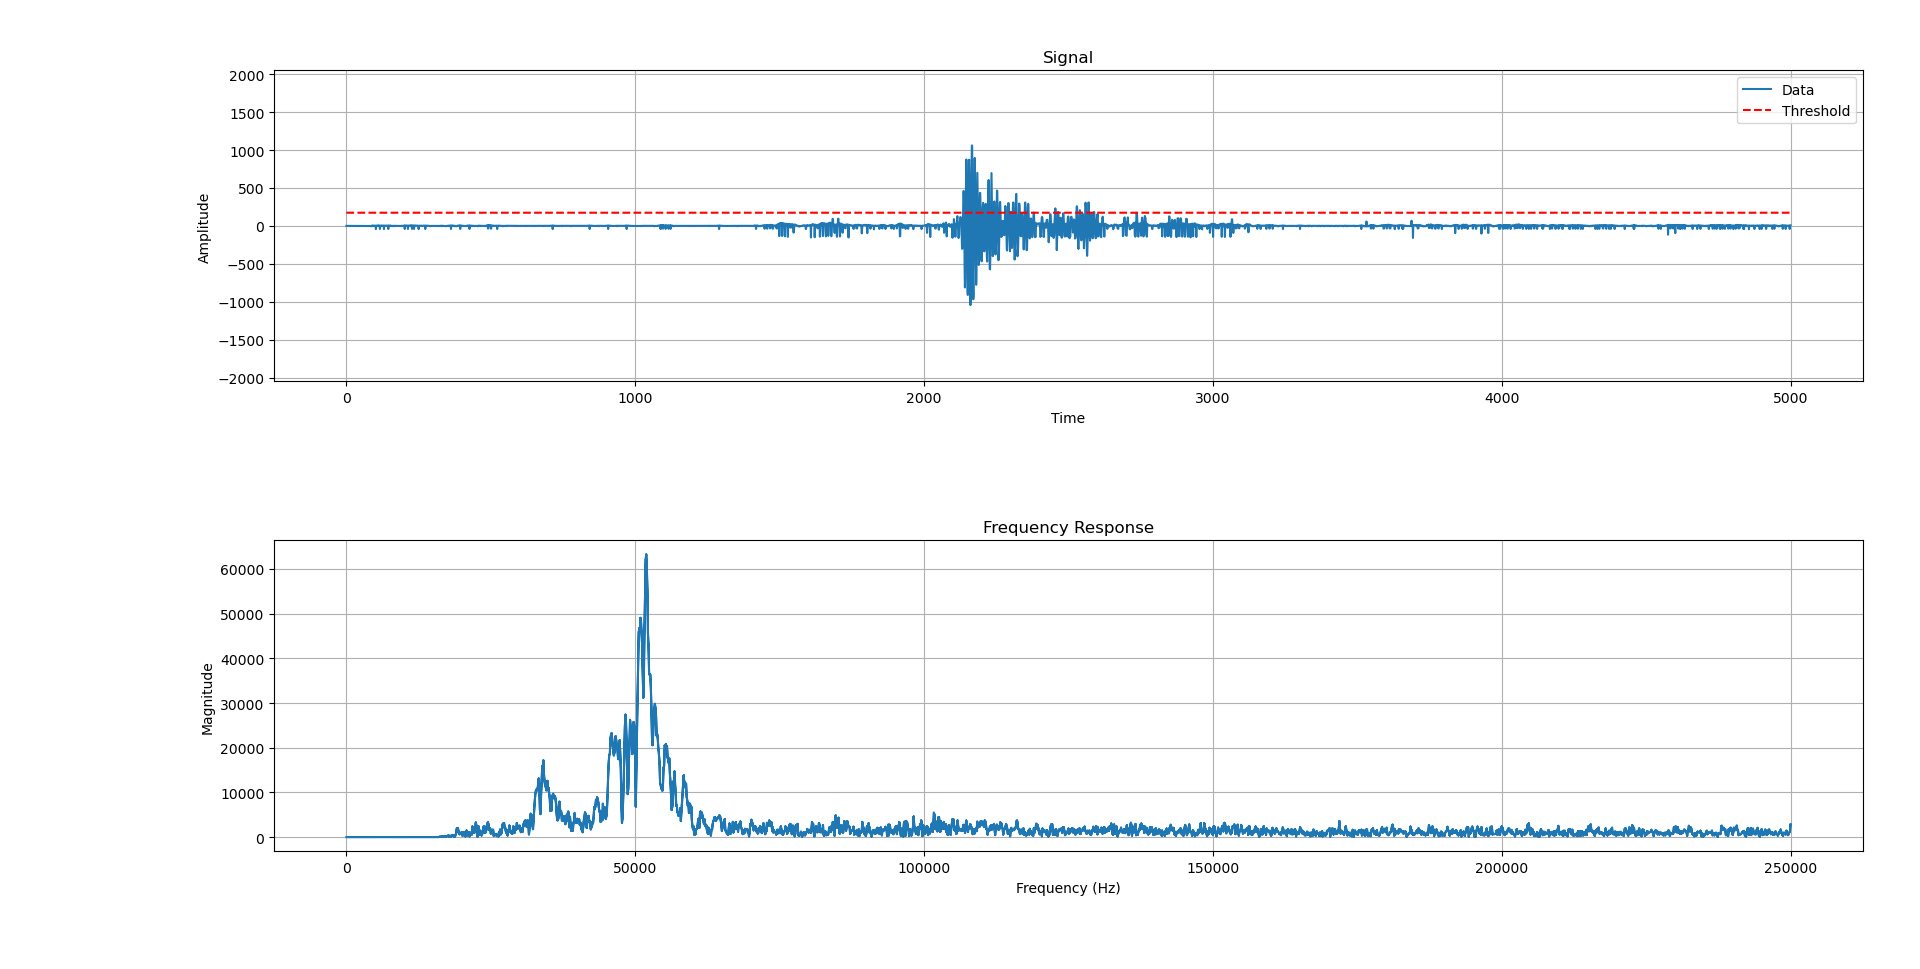 Signal
2000
1500
1000
500
0
−500
−1000
−1500
−2000
Amplitude
Data
Threshold
0 1000 2000 3000 4000 5000
Time
Frequency Response
60000
50000
40000
30000
20000
10000
0
Magnitude
0 50000 100000 150000 200000 250000
Frequency (Hz)